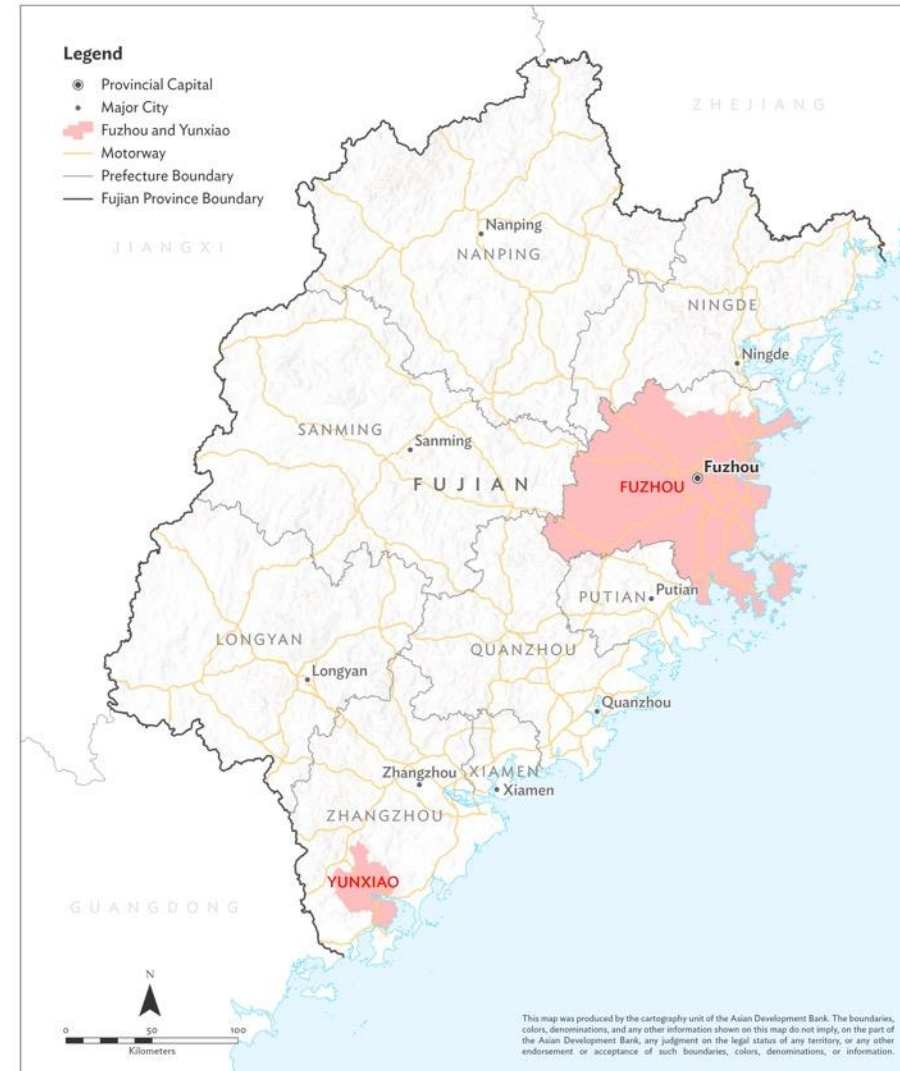 Legend
Provincial Capital
Major City
Fuzhou and Yunxiao
Motorway
Prefecture Boundary
Fujian Province Boundary
ZHEJIANG
JIANGXI
Nanping
NANPING
NINGDE
Ningde
SANMING
Sanming
FUJIAN
Fuzhou
FUZHOU
PUTIAN
Putian
LONGYAN
QUANZHOU
Longyan
Quanzhou
Zhangzhou
XIAMEN
Xiamen
ZHANGZHOU
YUNXIAO
GUANGDONG
N
0 50 100
Kilometers
This map was produced by the cartography unit of the Asian Development Bank. The boundaries,
colors, denominations, and any other information shown on this map do not imply, on the part of
the Asian Development Bank, any judgment on the legal status of any territory, or any other
endorsement or acceptance of such boundaries, colors, denominations, or information.